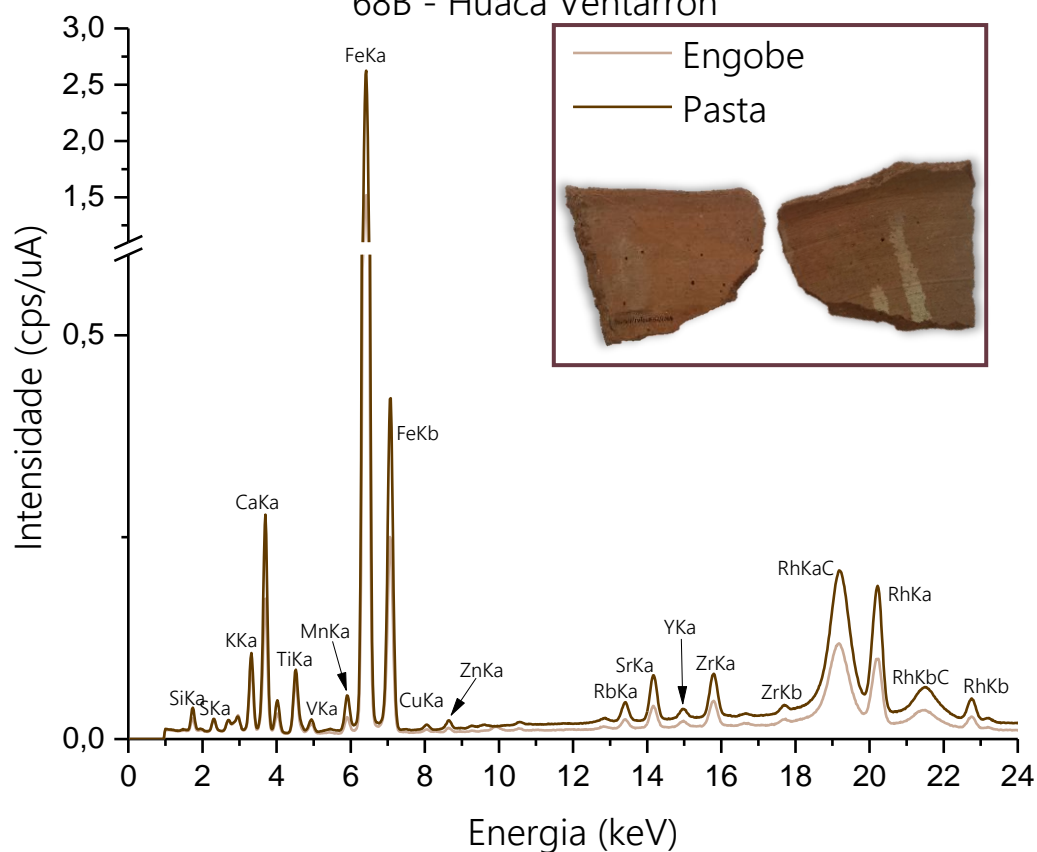 68B - Huaca Ventarrón
Engobe
Pasta
Intensidade (cps/uA)
3,0
2,5
2,0
1,5
0,5
0,0
FeKa
FeKb
CaKa
KKa
MnKa
TiKa
SiKa
SKa
VKa
CuKa
ZnKa
RbKa
SrKa
YKa
ZrKa
ZrKb
RhKaC
RhKa
RhKbC
RhKb
0 2 4 6 8 10 12 14 16 18 20 22 24
Energia (keV)